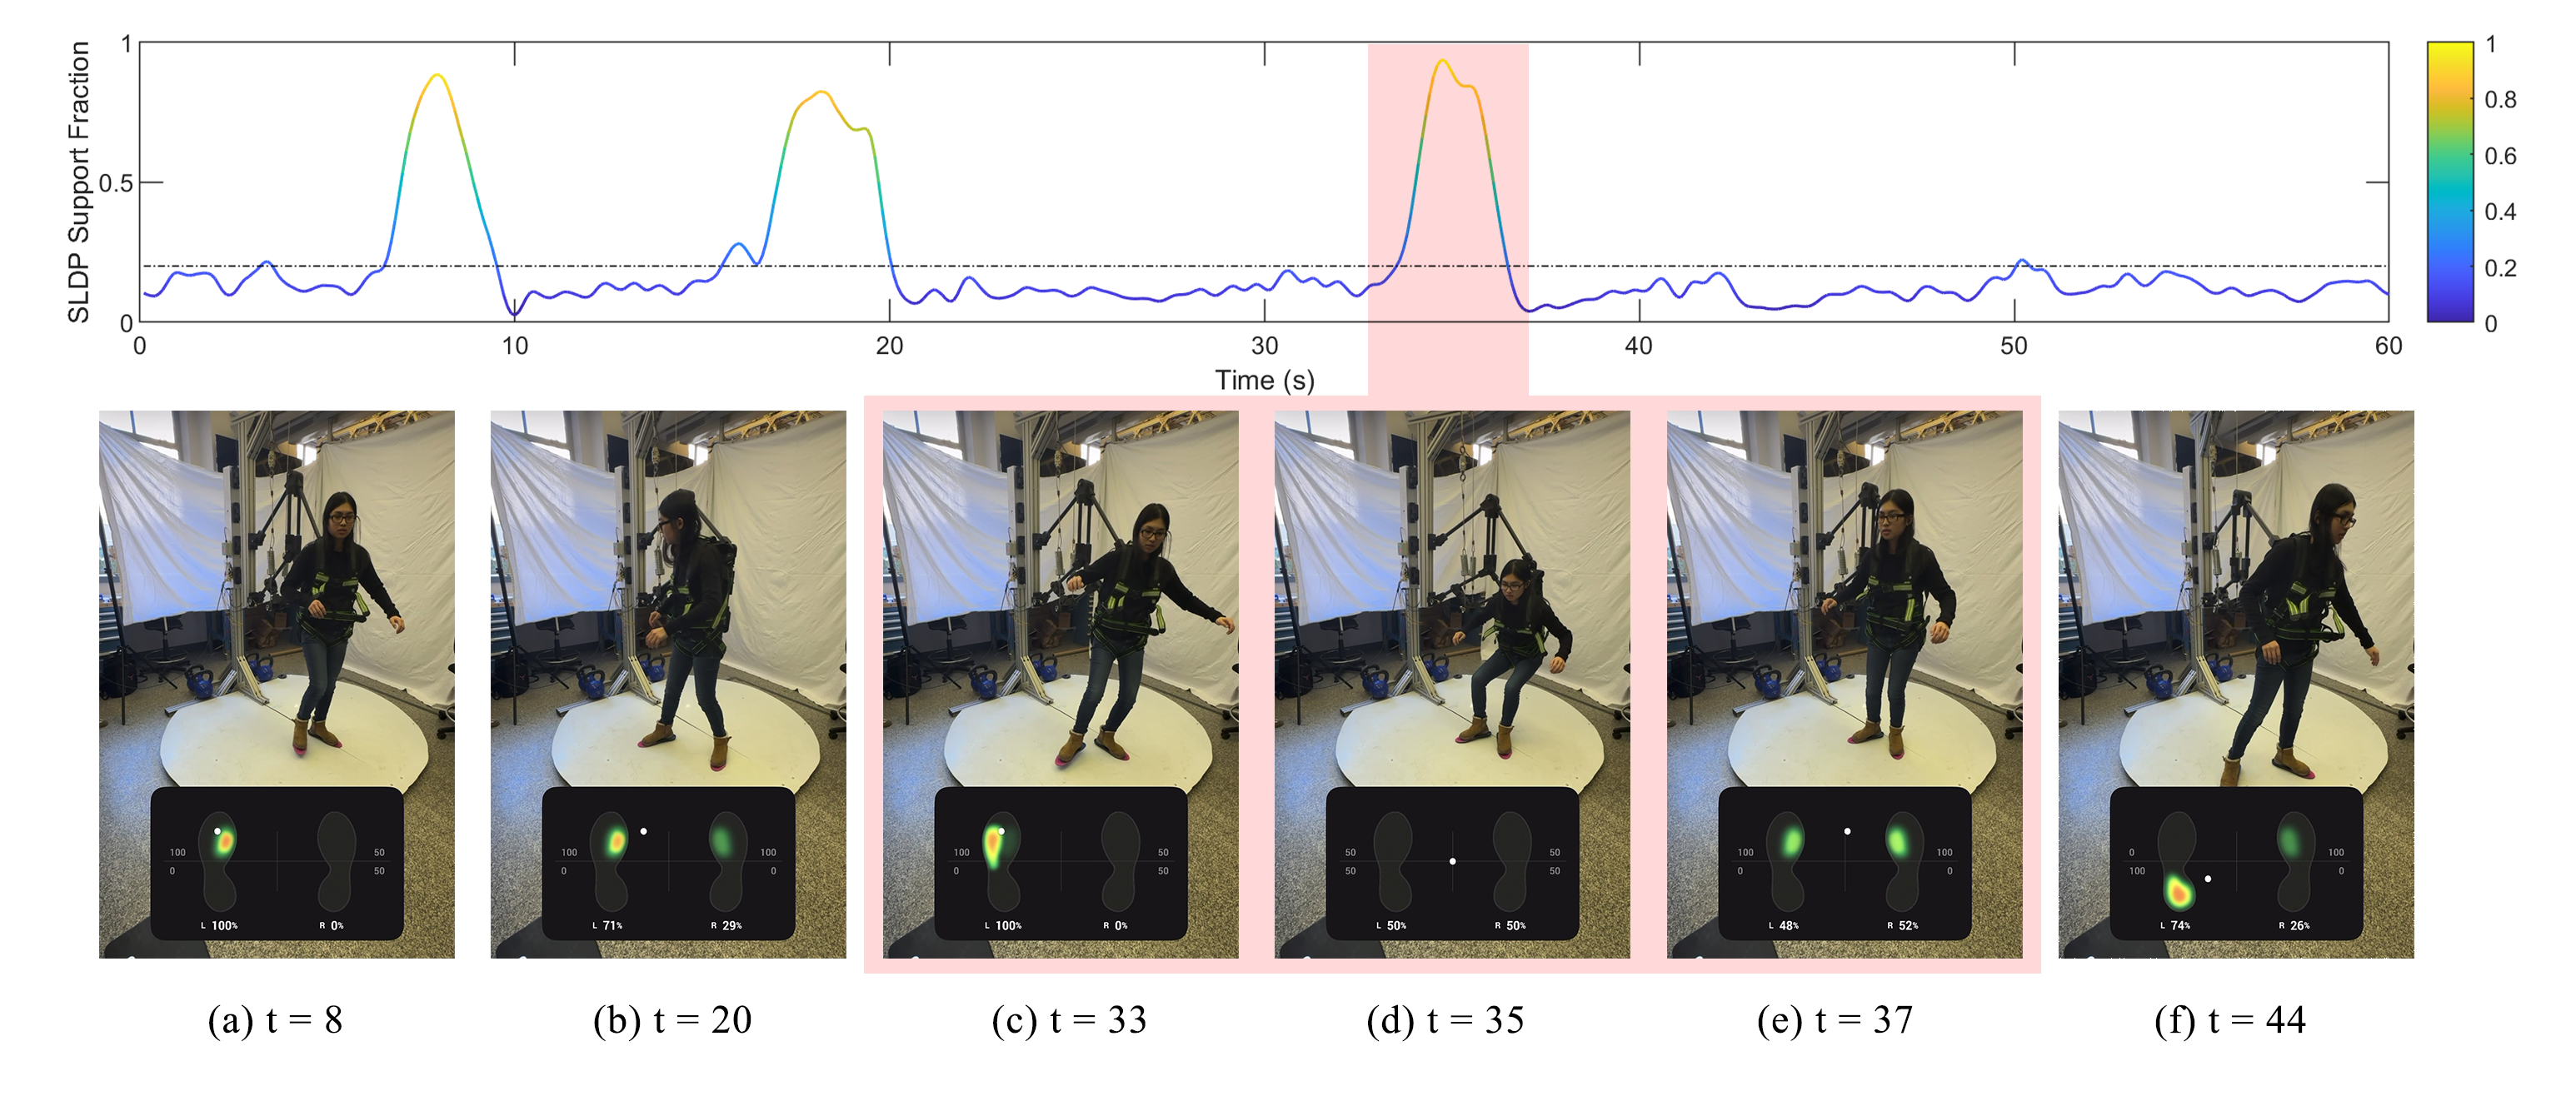 SLDP Support Fraction
1
0.5
0
0 10 20 30 40 50 60
Time (s)
1
0.8
0.6
0.4
0.2
0
100 50
0 50
L 100% R 0%
100 100
0 0
L 71% R 29%
100 50
0 50
L 100% R 0%
50 50
50 50
L 50% R 50%
100 100
0 0
L 48% R 52%
0 100
100 0
L 74% R 26%
(a) t = 8
(b) t = 20
(c) t = 33
(d) t = 35
(e) t = 37
(f) t = 44